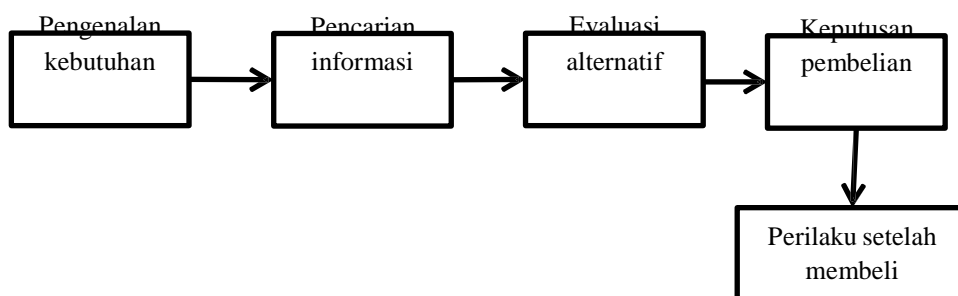 Pengenalan
kebutuhan
Pencarian
informasi
Evaluasi
alternatif
Keputusan
pembelian
Perilaku setelah
membeli